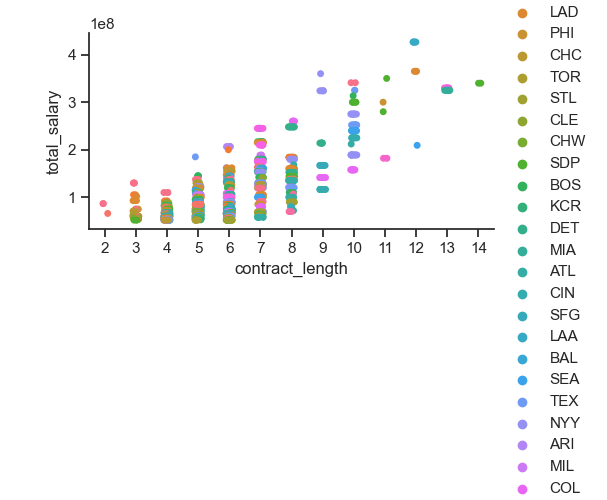 1e8
total_salary
4
3
2
1
2 3 4 5 6 7 8 9 10 11 12 13 14
contract_length
LAD
PHI
CHC
TOR
STL
CLE
CHW
SDP
BOS
KCR
DET
MIA
ATL
CIN
SFG
LAA
BAL
SEA
TEX
NYY
ARI
MIL
COL